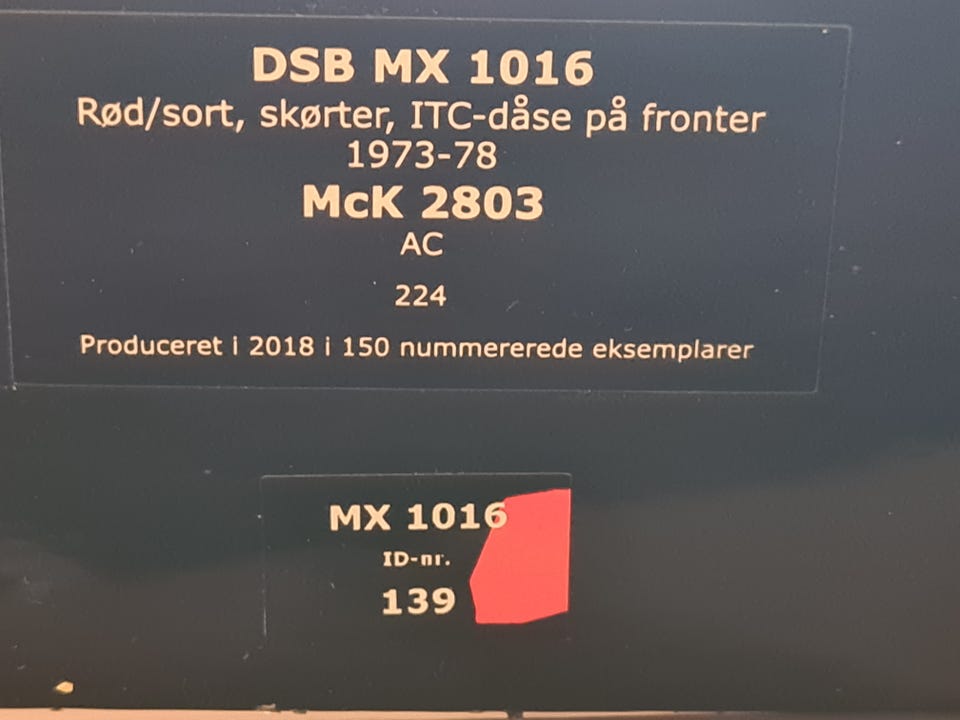 DSB MX 1016
Rød/sort, skørter, ITC-dåse på fronter
1973-78
McK 2803
AC
224
Produceret i 2018 i 150 nummererede eksemplarer
MX 1016
ID-nr.
139